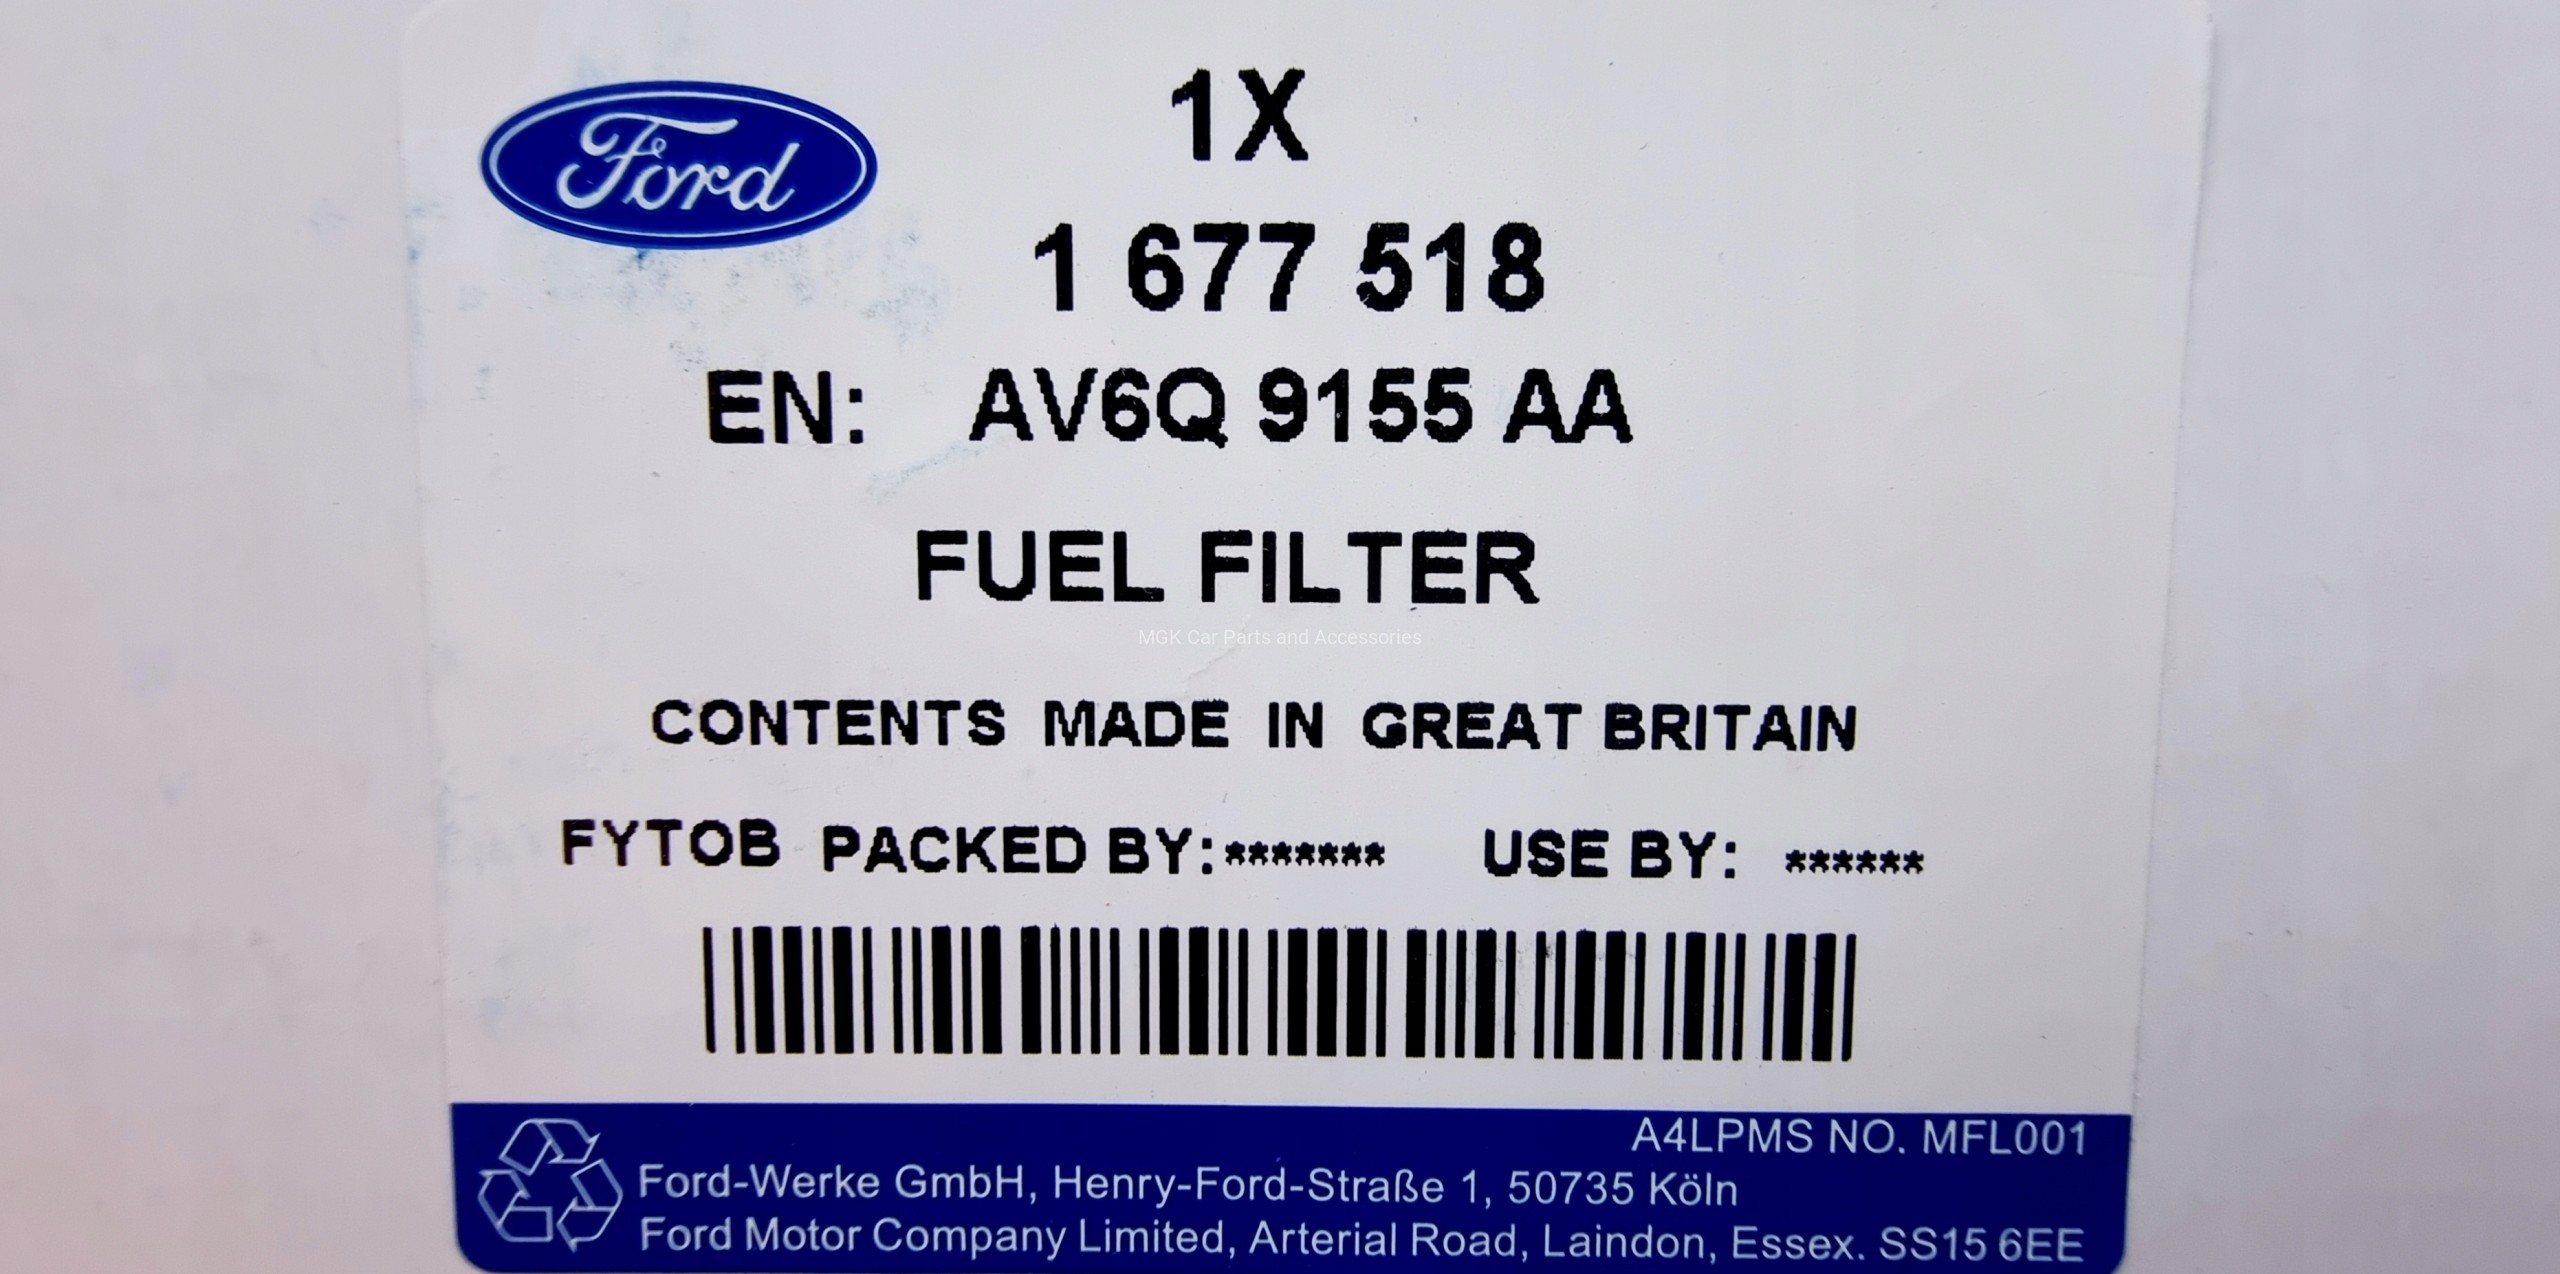 Ford
1X
1 677 518
EN: AV6Q 9155 AA
FUEL FILTER
MGK Car Parts and Accessories
CONTENTS MADE IN GREAT BRITAIN
FYTOB PACKED BY:******* USE BY: ******
A4LPMS NO. MFL001
Ford-Werke GmbH, Henry-Ford-Straße 1, 50735 Köln
Ford Motor Company Limited, Arterial Road, Laindon, Essex. SS15 6EE